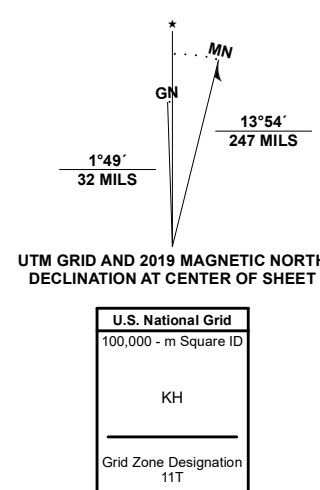 ★
MN
GN
13°54´
247 MILS
1°49´
32 MILS
UTM GRID AND 2019 MAGNETIC NORTH
DECLINATION AT CENTER OF SHEET
U.S. National Grid
100,000 - m Square ID
KH
Grid Zone Designation
11T